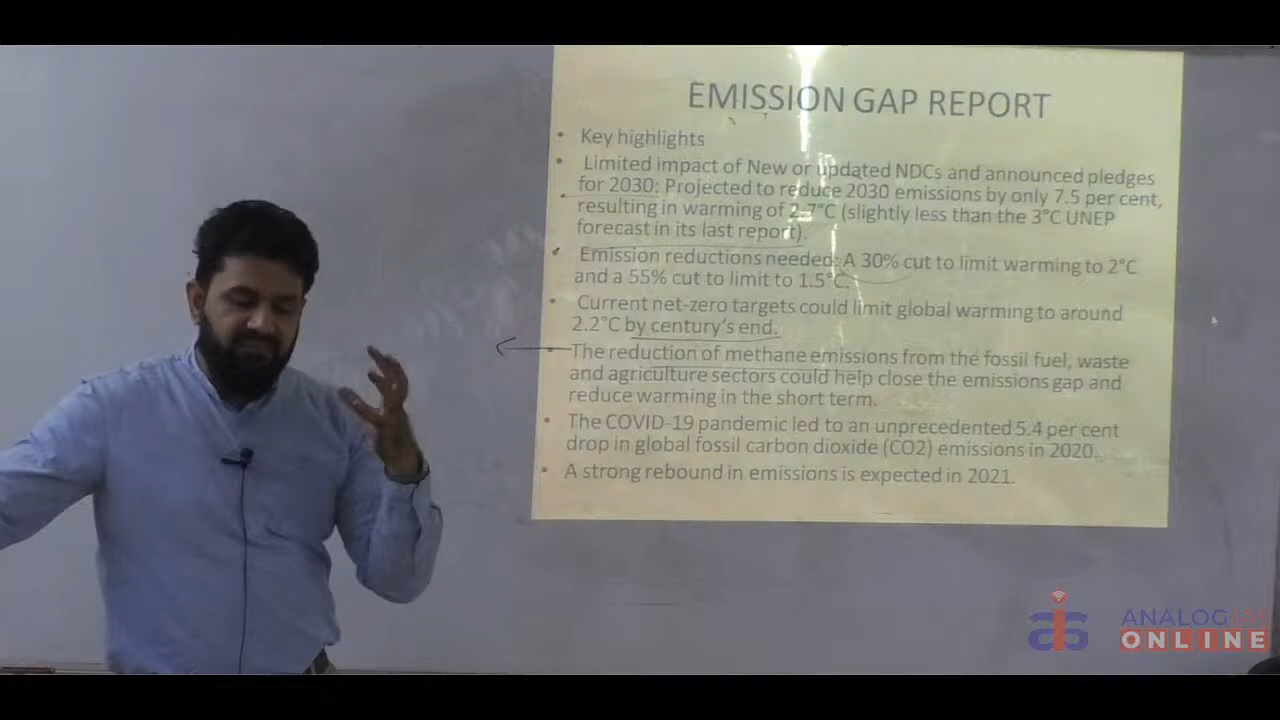 EMISSION GAP REPORT
• Key highlights
• Limited impact of New or updated NDCs and announced pledges
for 2030: Projected to reduce 2030 emissions by only 7.5 per cent,
resulting in warming of 2.7°C (slightly less than the 3°C UNEP
forecast in its last report).
• Emission reductions needed: A 30% cut to limit warming to 2°C
and a 55% cut to limit to 1.5°C.
• Current net-zero targets could limit global warming to around
2.2°C by century's end.
• The reduction of methane emissions from the fossil fuel, waste
and agriculture sectors could help close the emissions gap and
reduce warming in the short term.
• The COVID-19 pandemic led to an unprecedented 5.4 per cent
drop in global fossil carbon dioxide (CO2) emissions in 2020.
• A strong rebound in emissions is expected in 2021.
ais
ANALOG IAS
ONLINE